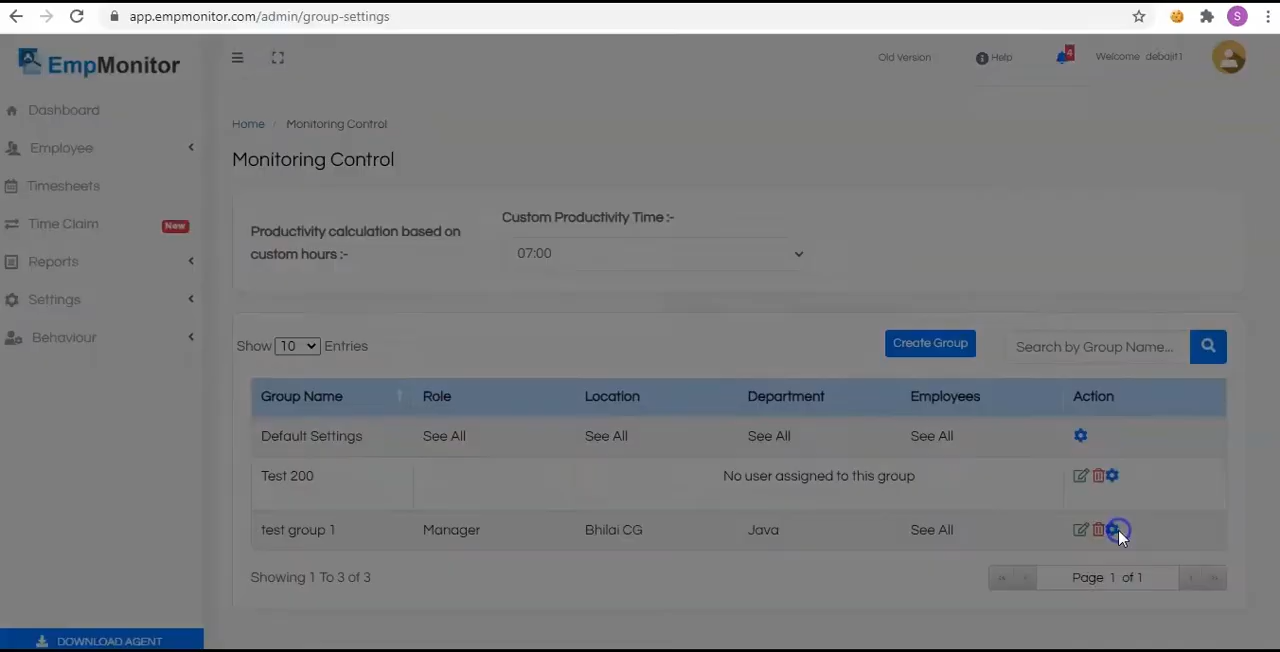 app.empmonitor.com/admin/group-settings
S
EmpMonitor
Old Version
Help
4
Welcome debajit1
Dashboard
Employee
Timesheets
Time Claim New
Reports
Settings
Behaviour
DOWNLOAD AGENT
Home / Monitoring Control
Monitoring Control
Productivity calculation based on
custom hours :-
Custom Productivity Time :-
07:00
Show 10 Entries
Create Group
Search by Group Name...
Group Name Role Location Department Employees Action
Default Settings See All See All See All See All
Test 200 No user assigned to this group
test group 1 Manager Bhilai CG Java See All
Showing 1 To 3 of 3
Page 1 of 1